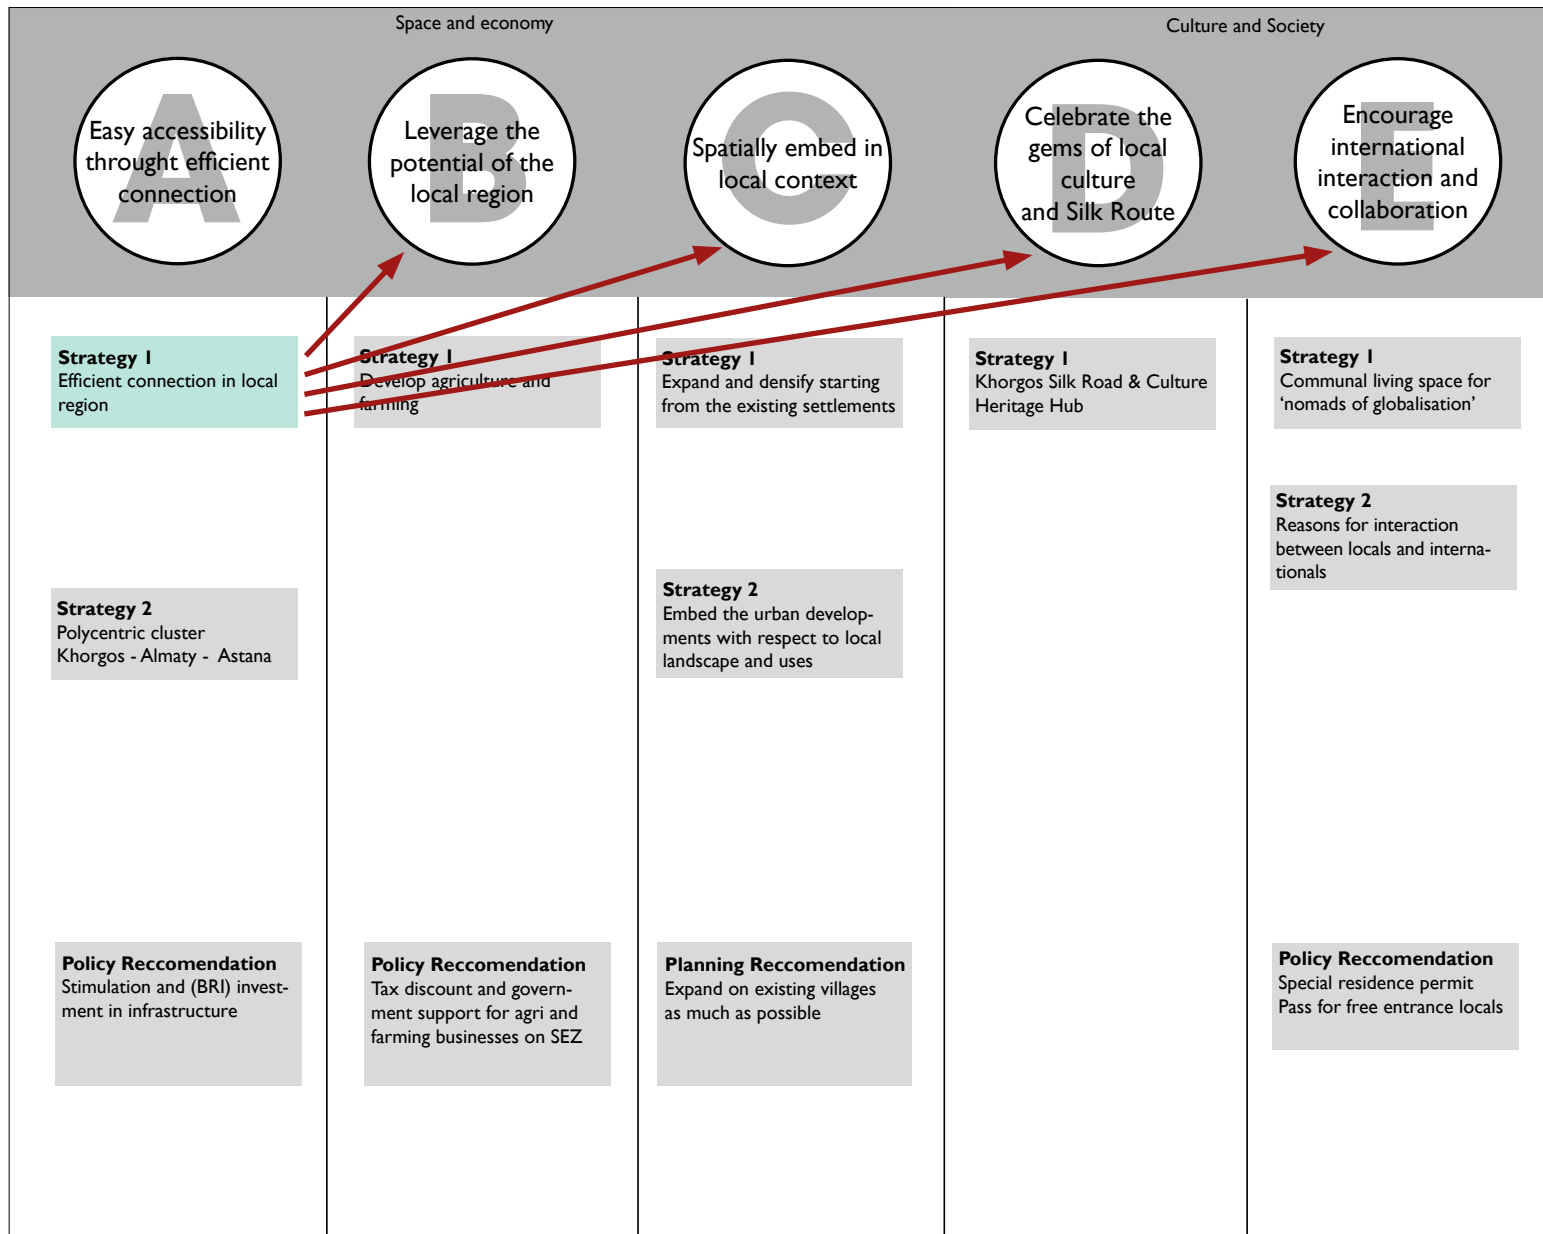 Space and economy
Culture and Society
A
Easy accessibility
throught efficient
connection
B
Leverage the
potential of the
local region
C
Spatially embed in
local context
D
Celebrate the
gems of local
culture
and Silk Route
E
Encourage
international
interaction and
collaboration
Strategy 1
Efficient connection in local
region
Strategy 2
Polycentric cluster
Khorgos - Almaty - Astana
Policy Reccomendation
Stimulation and (BRI) invest-
ment in infrastructure
Strategy 1
Develop agriculture and
farming
Policy Reccomendation
Tax discount and govern-
ment support for agri and
farming businesses on SEZ
Strategy 1
Expand and densify starting
from the existing settlements
Strategy 2
Embed the urban develop-
ments with respect to local
landscape and uses
Planning Reccomendation
Expand on existing villages
as much as possible
Strategy 1
Khorgos Silk Road & Culture
Heritage Hub
Strategy 1
Communal living space for
‘nomads of globalisation’
Strategy 2
Reasons for interaction
between locals and interna-
tionals
Policy Reccomendation
Special residence permit
Pass for free entrance locals